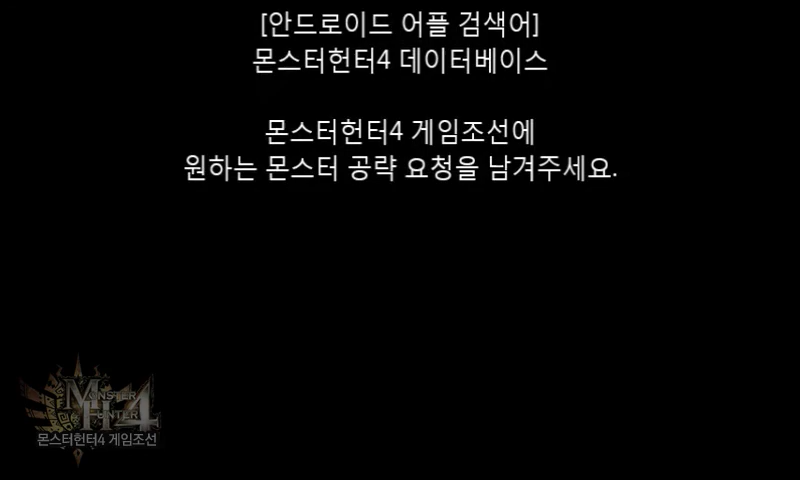 [안드로이드 어플 검색어]
몬스터헌터4 데이터베이스
몬스터헌터4 게임조선에
원하는 몬스터 공략 요청을 남겨주세요.
MONSTER
HUNTER
4
몬스터헌터4 게임조선